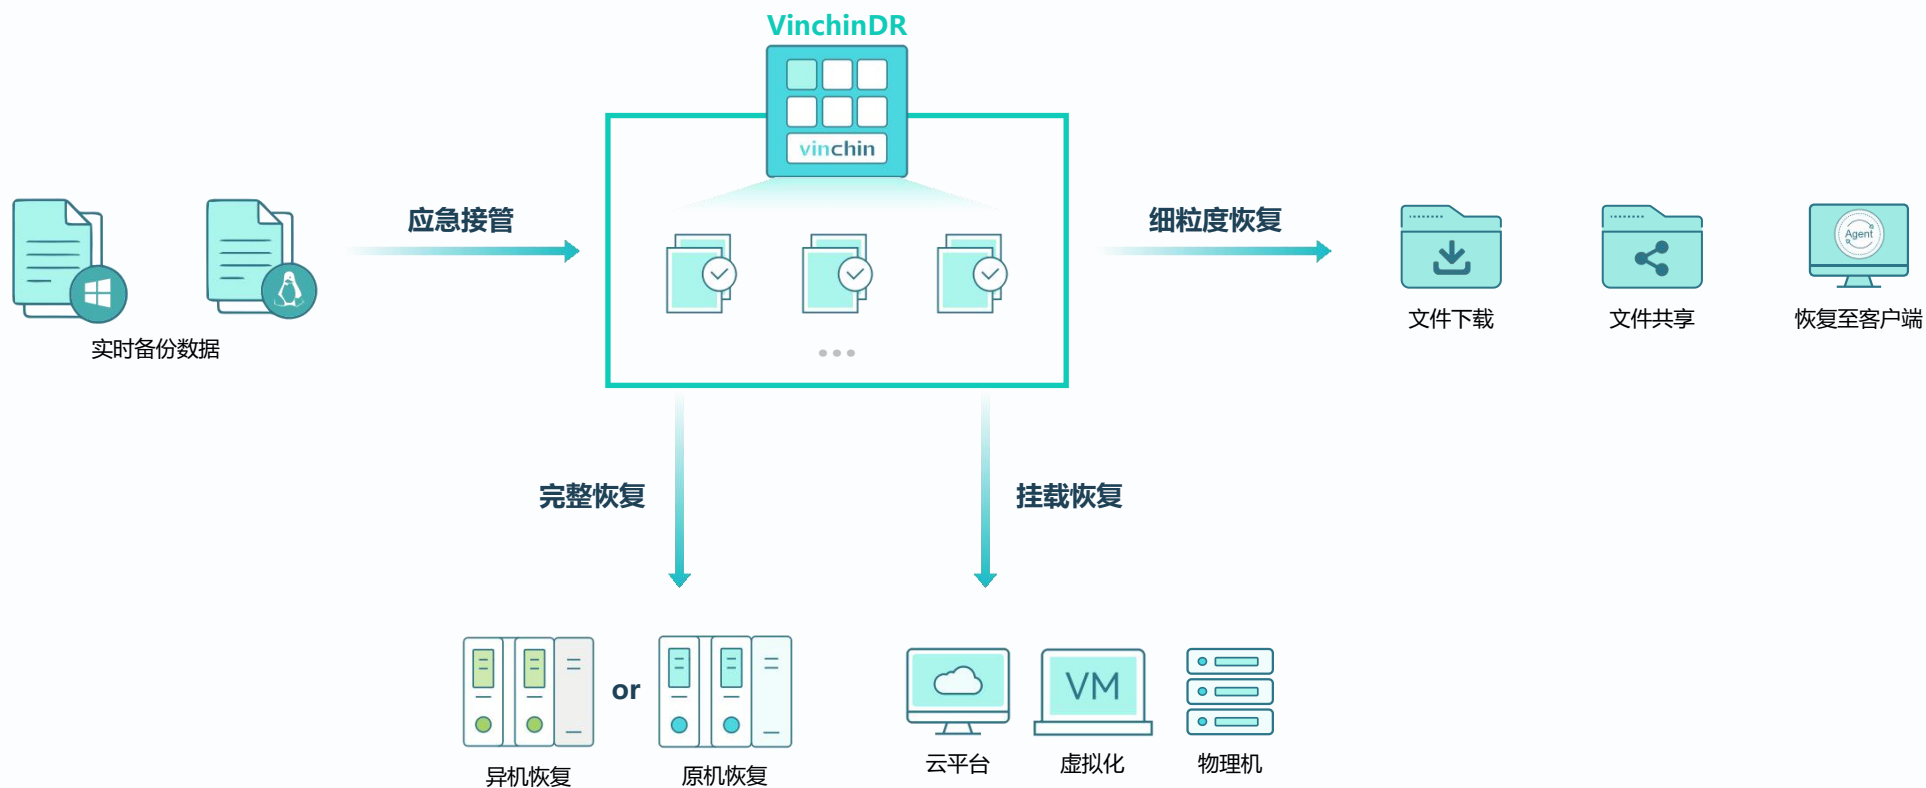 VinchinDR
vinchin
应急接管
细粒度恢复
Agent
实时备份数据
文件下载
文件共享
恢复至客户端
完整恢复
挂载恢复
or
VM
异机恢复
原机恢复
云平台
虚拟化
物理机